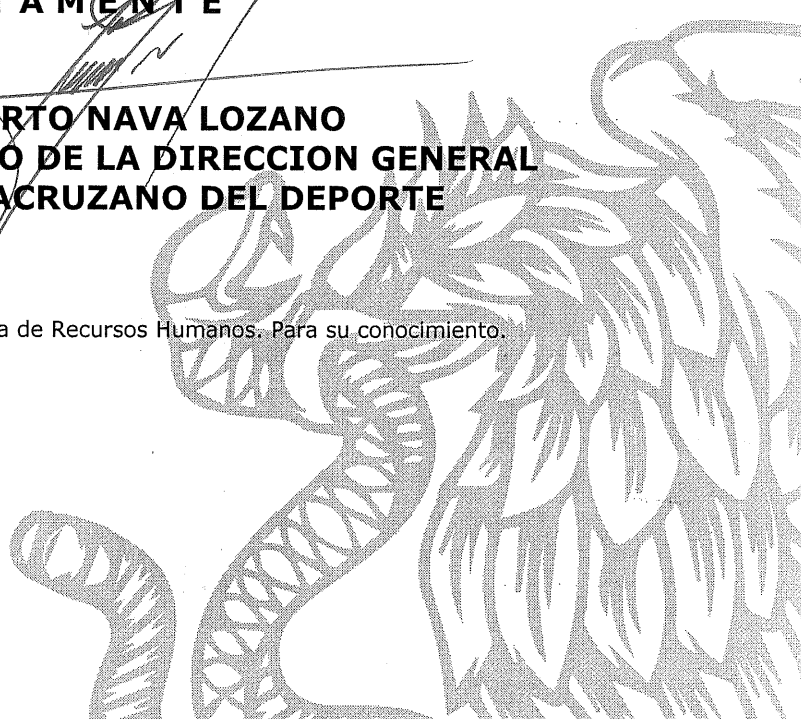 A M E N T E
RTO NAVA LOZANO
O DE LA DIRECCION GENERAL
ACRUZANO DEL DEPORTE
a de Recursos Humanos. Para su conocimiento.